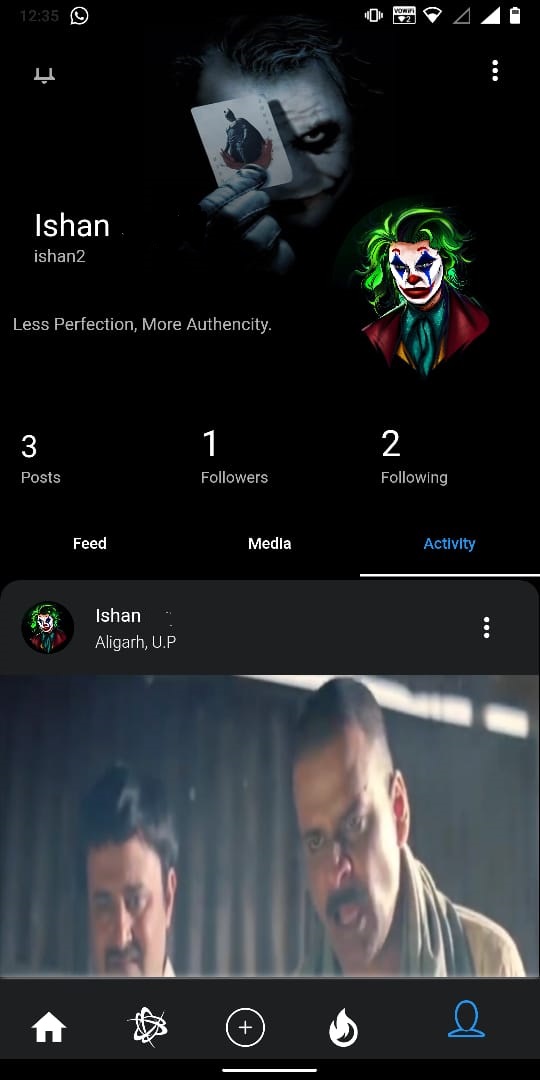 12:35
VOWIFI
2
Ishan
ishan2
Less Perfection, More Authencity.
3 1 2
Posts Followers Following
Feed Media Activity
Ishan
Aligarh, U.P